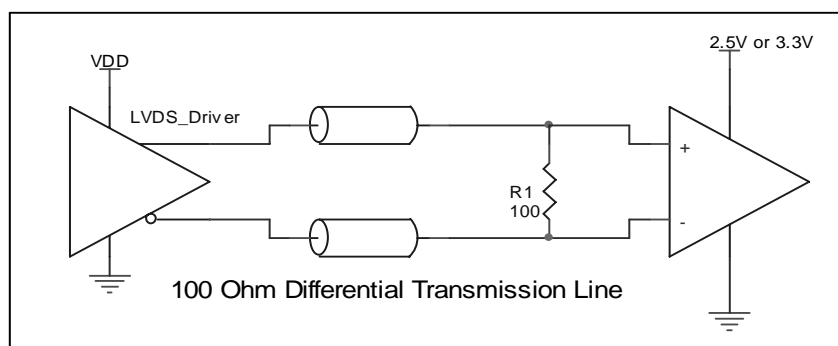 2.5V or 3.3V
VDD
LVDS_Driver
+
R1
100
-
100 Ohm Differential Transmission Line